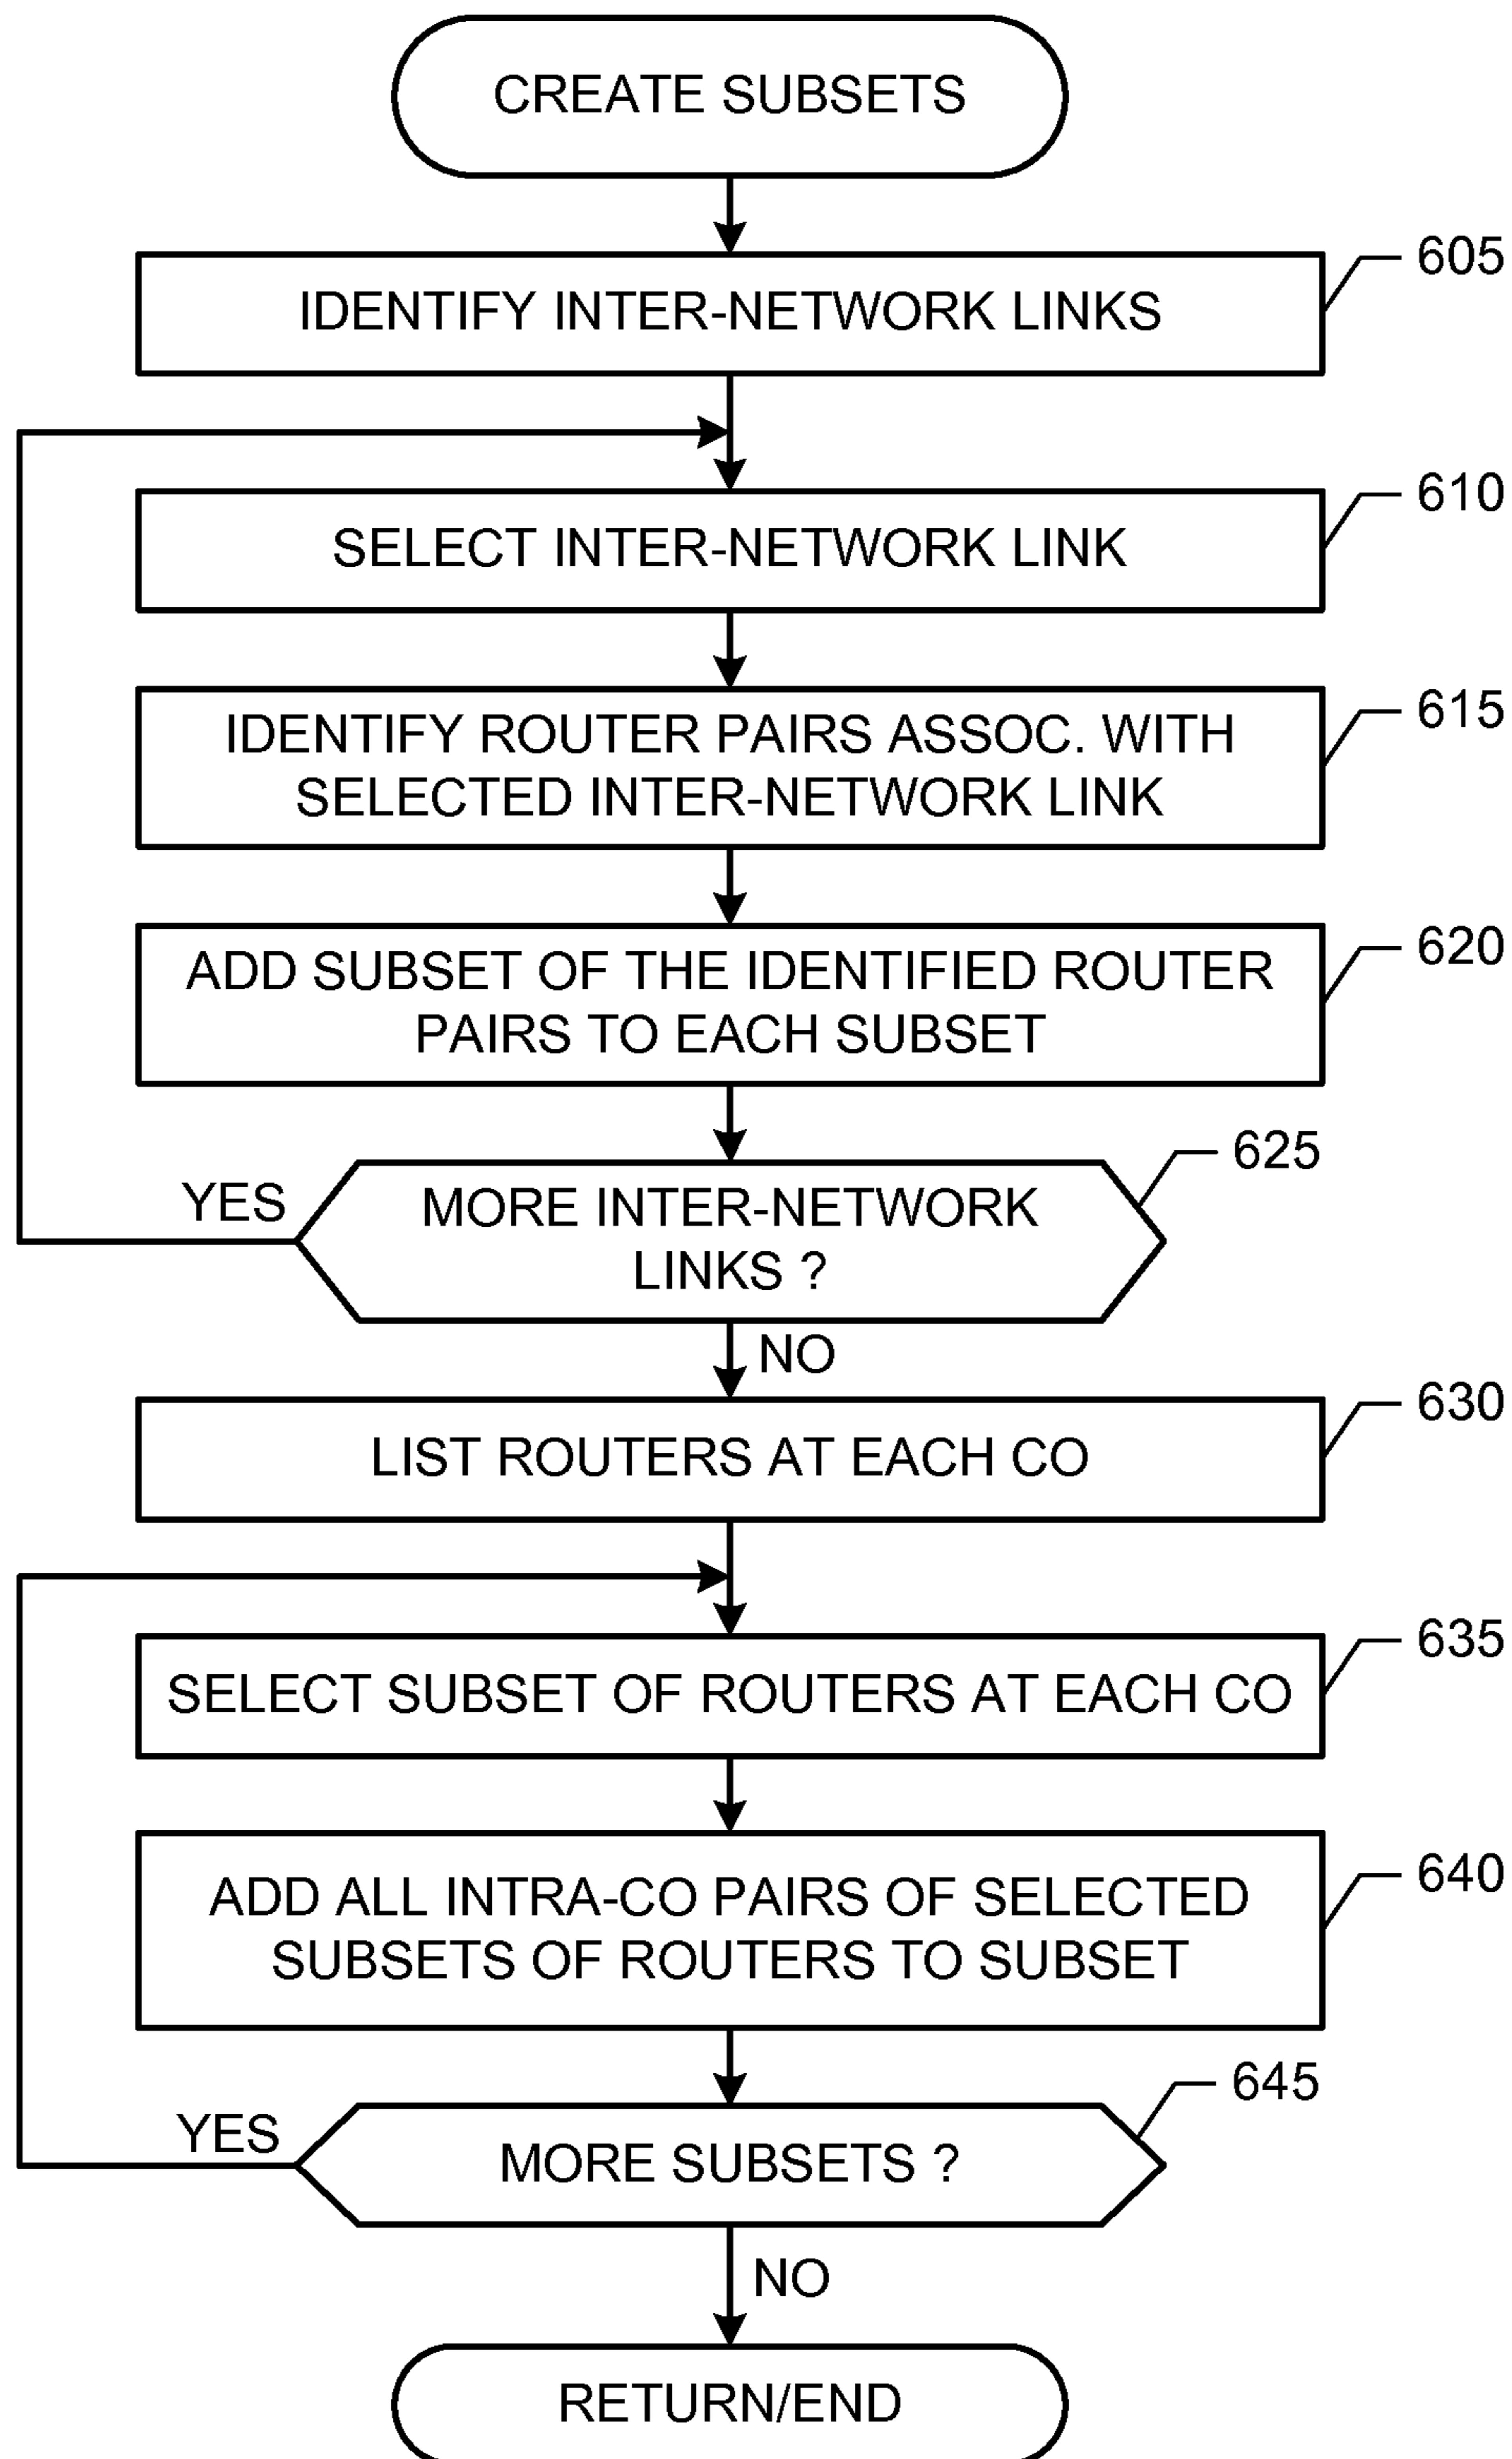 CREATE SUBSETS
605
IDENTIFY INTER-NETWORK LINKS
610
SELECT INTER-NETWORK LINK
615
IDENTIFY ROUTER PAIRS ASSOC. WITH
SELECTED INTER-NETWORK LINK
620
ADD SUBSET OF THE IDENTIFIED ROUTER
PAIRS TO EACH SUBSET
625
YES
MORE INTER-NETWORK
LINKS ?
NO
630
LIST ROUTERS AT EACH CO
635
SELECT SUBSET OF ROUTERS AT EACH CO
640
ADD ALL INTRA-CO PAIRS OF SELECTED
SUBSETS OF ROUTERS TO SUBSET
645
YES
MORE SUBSETS ?
NO
RETURN/END